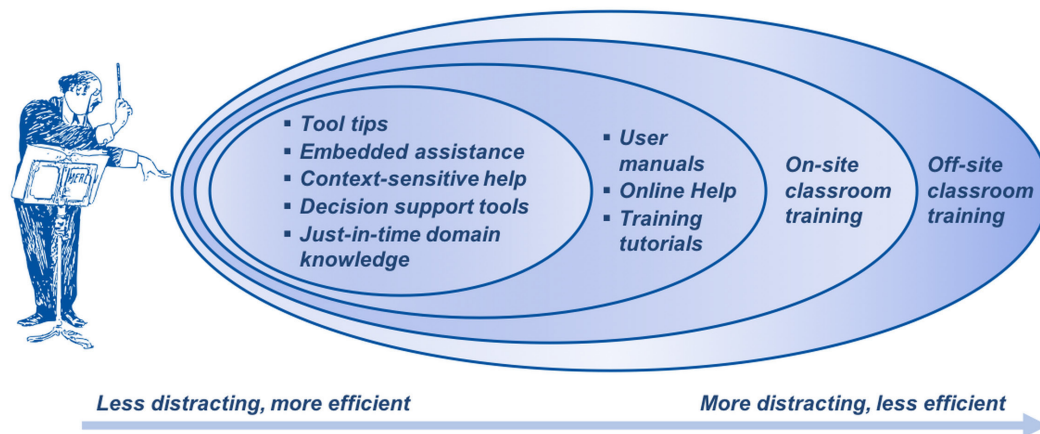 ▪ Tool tips
▪ Embedded assistance
▪ Context-sensitive help
▪ Decision support tools
▪ Just-in-time domain
knowledge
▪ User
manuals
▪ Online Help
▪ Training
tutorials
On-site
classroom
training
Off-site
classroom
training
Less distracting, more efficient
More distracting, less efficient